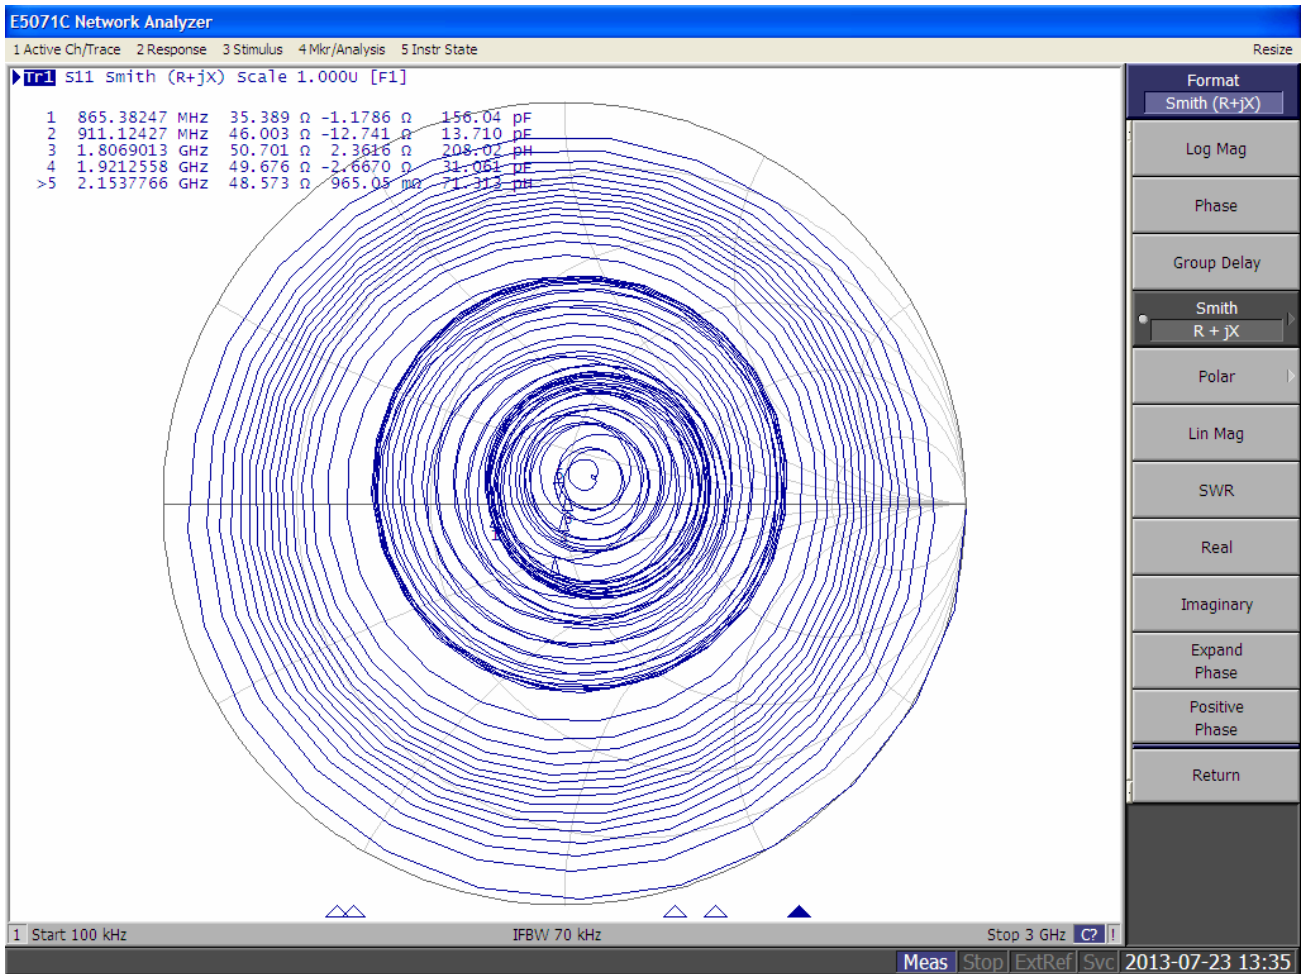 E5071C Network Analyzer
1 Active Ch/Trace 2 Response 3 Stimulus 4 Mkr/Analysis 5 Instr State Resize
Tr1 S11 Smith (R+jX) Scale 1.000U [F1]
1 865.38247 MHz 35.389 Ω -1.1786 Ω 156.04 pF
2 911.12427 MHz 46.003 Ω -12.741 Ω 13.710 pF
3 1.8069013 GHz 50.701 Ω 2.3616 Ω 208.02 pH
4 1.9212558 GHz 49.676 Ω -2.6670 Ω 31.061 pF
>5 2.1537766 GHz 48.573 Ω 965.05 mΩ 71.313 pH
Format
Smith (R+jX)
Log Mag
Phase
Group Delay
Smith
R + jX
Polar
Lin Mag
SWR
Real
Imaginary
Expand
Phase
Positive
Phase
Return
1 Start 100 kHz IFBW 70 kHz Stop 3 GHz C? !
Meas Stop ExtRef Svc 2013-07-23 13:35